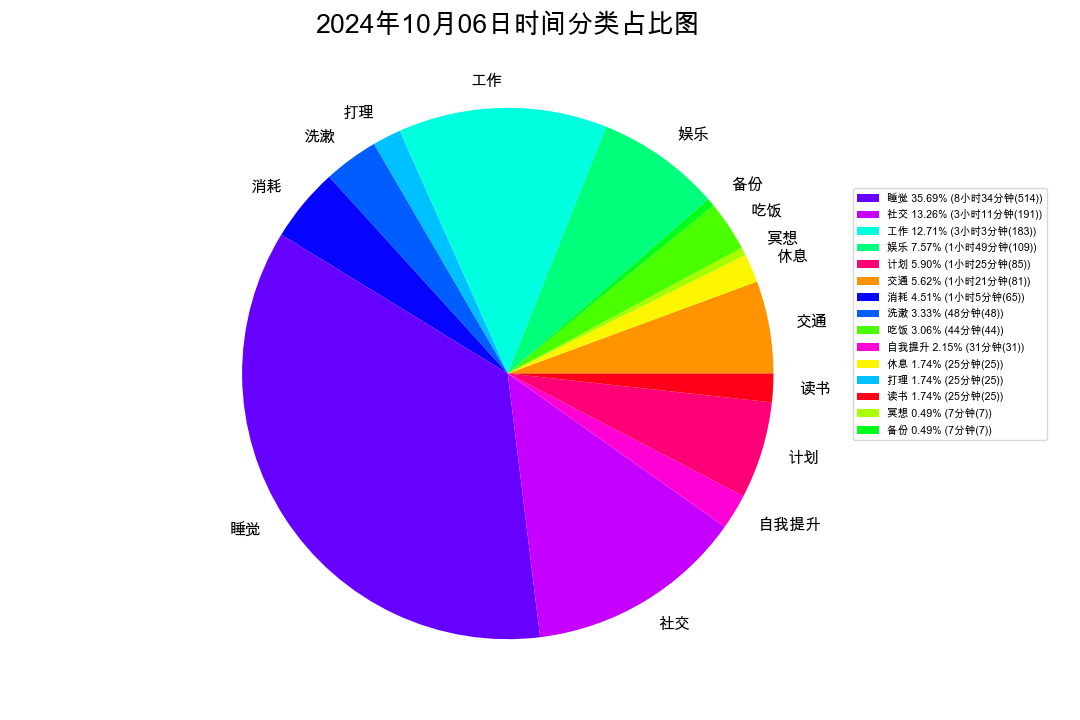 2024年10月06日时间分类占比图
工作
打理
洗漱
消耗
娱乐
备份
吃饭
冥想
休息
交通
读书
计划
自我提升
社交
睡觉
睡觉 35.69% (8小时34分钟(514))
社交 13.26% (3小时11分钟(191))
工作 12.71% (3小时3分钟(183))
娱乐 7.57% (1小时49分钟(109))
计划 5.90% (1小时25分钟(85))
交通 5.62% (1小时21分钟(81))
消耗 4.51% (1小时5分钟(65))
洗漱 3.33% (48分钟(48))
吃饭 3.06% (44分钟(44))
自我提升 2.15% (31分钟(31))
休息 1.74% (25分钟(25))
打理 1.74% (25分钟(25))
读书 1.74% (25分钟(25))
冥想 0.49% (7分钟(7))
备份 0.49% (7分钟(7))